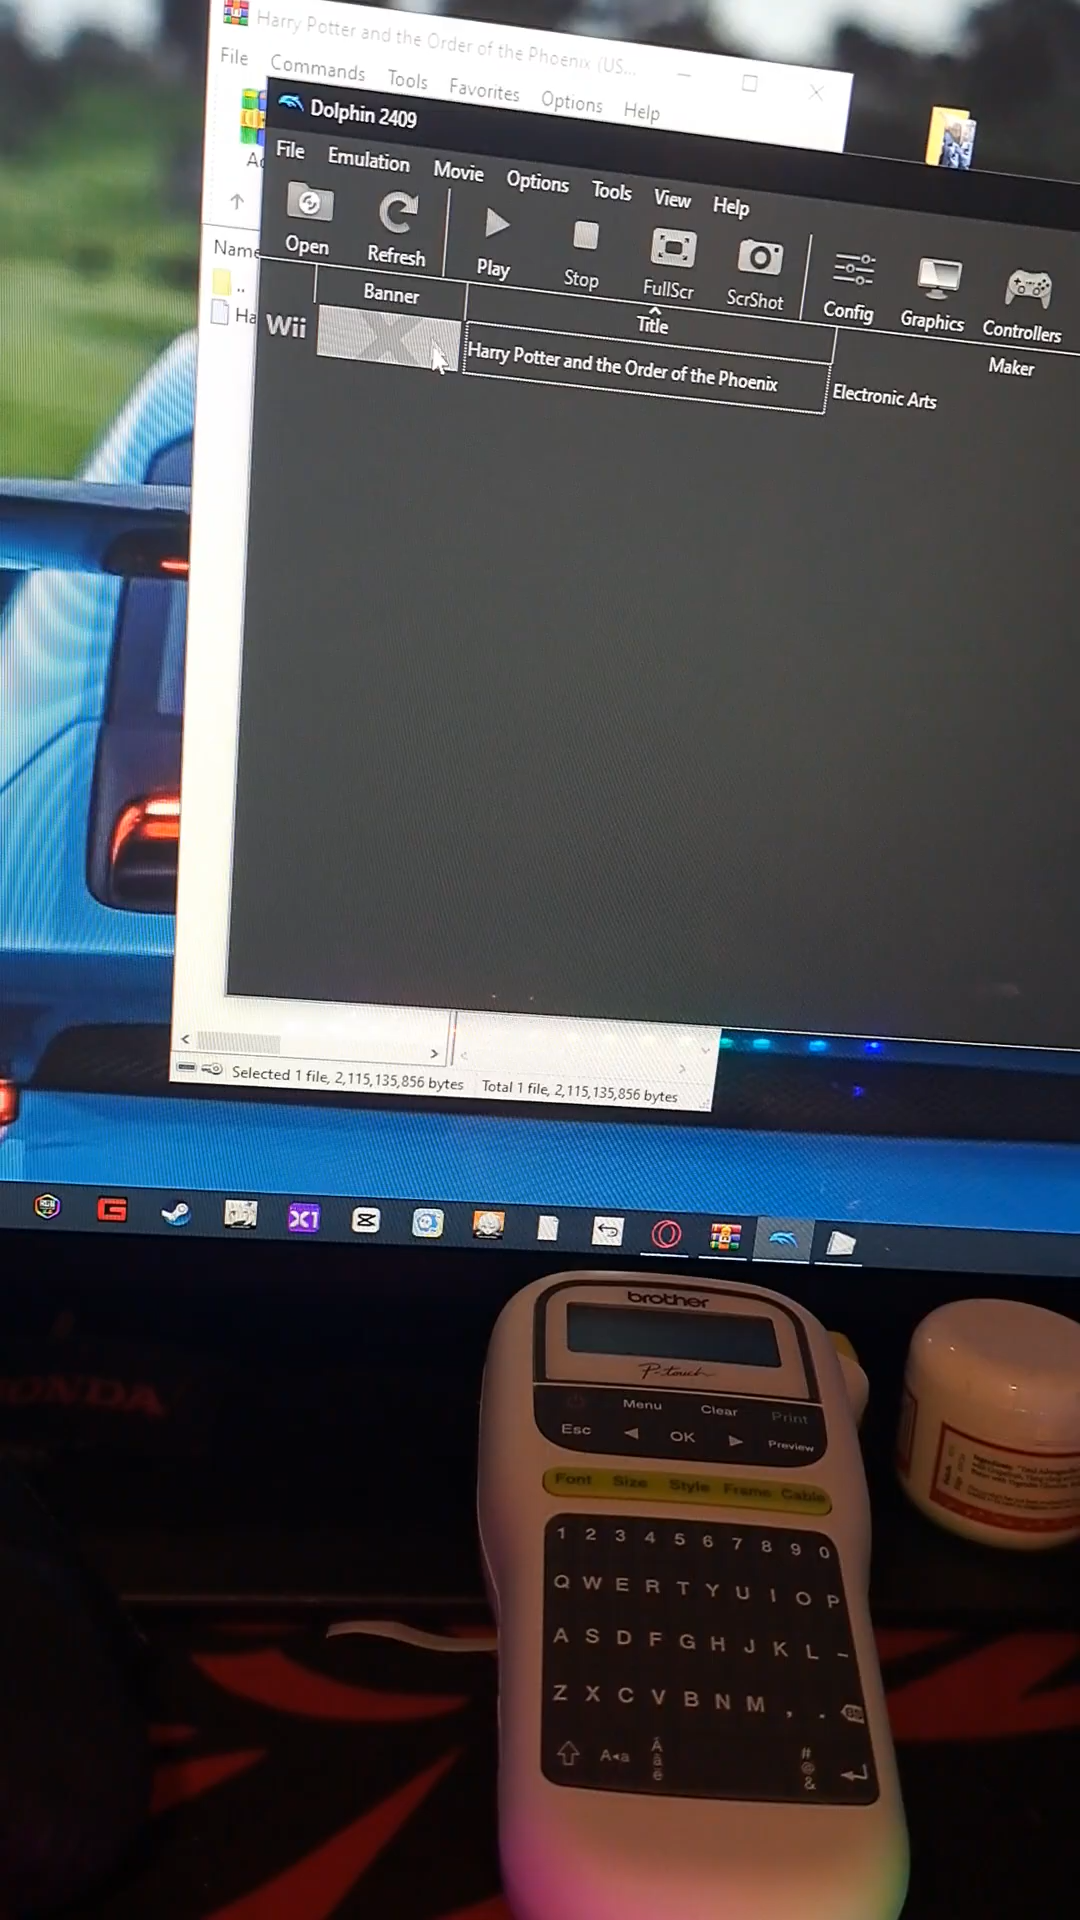 Harry Potter and the Order of the Phoenix (US...
File Commands Tools Favorites Options Help
Dolphin 2409
File Emulation Movie Options Tools View Help
Open Refresh Play Stop FullScr ScrShot Config Graphics Controllers
Name
Banner Title Maker
..
Ha
Wii Harry Potter and the Order of the Phoenix Electronic Arts
Selected 1 file, 2,115,135,856 bytes Total 1 file, 2,115,135,856 bytes
G X1
HONDA
brother
P-touch
Menu Clear Print
Esc OK Preview
Font Size Style Frame Cable
1 2 3 4 5 6 7 8 9 0
Q W E R T Y U I O P
A S D F G H J K L -
Z X C V B N M , . BS
A◂a Ä à ë # @ &